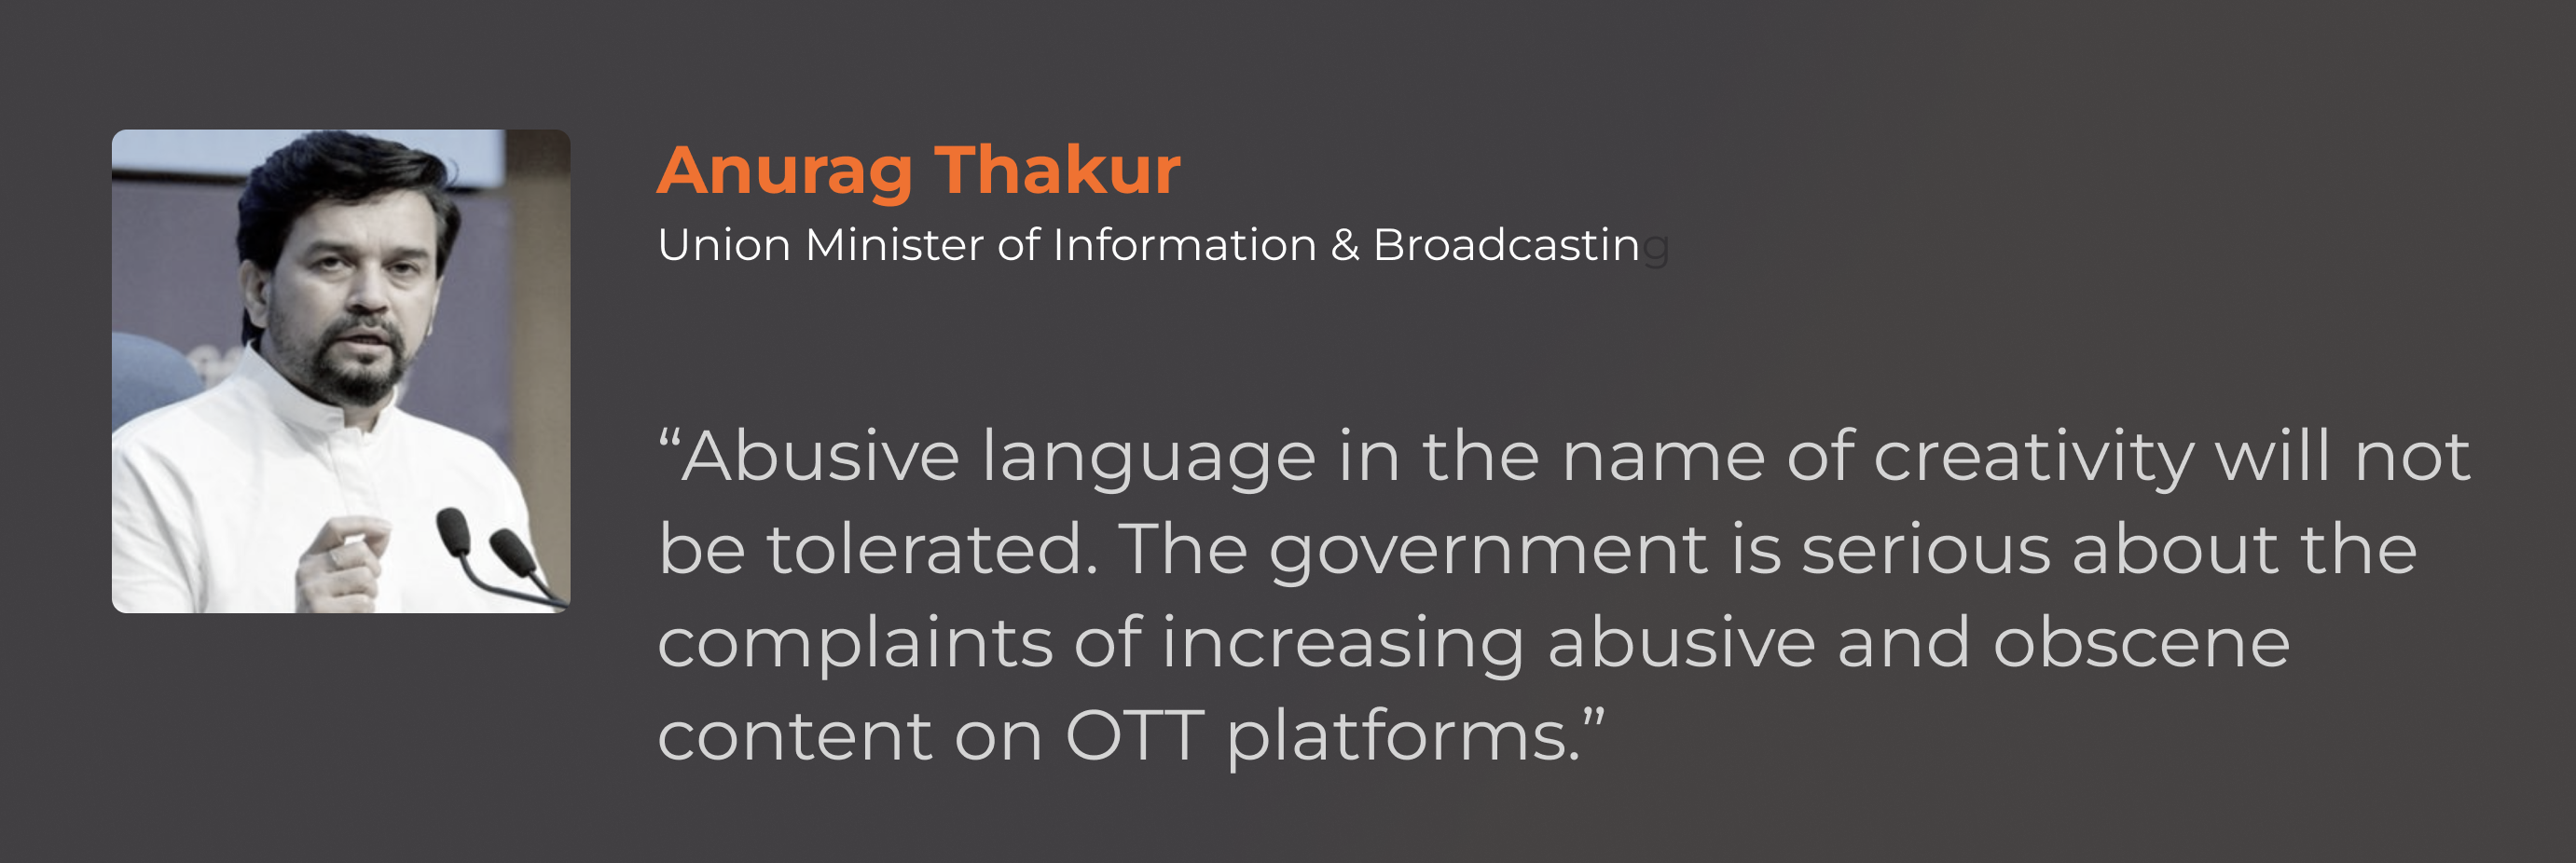 Anurag Thakur
Union Minister of Information & Broadcasting
“Abusive language in the name of creativity will not
be tolerated. The government is serious about the
complaints of increasing abusive and obscene
content on OTT platforms.”